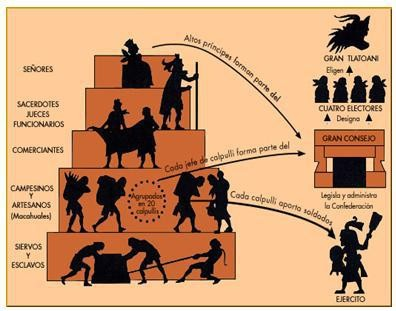 Altos príncipes forman parte del
GRAN TLATOANI
Eligen
CUATRO ELECTORES
Designa
GRAN CONSEJO
Legisla y administra
la Confederación
SEÑORES
SACERDOTES
JUECES
FUNCIONARIOS
COMERCIANTES
Cada jefe de calpulli forma parte del
CAMPESINOS
Y
ARTESANOS
(Macahuales)
Agrupados
en 20
calpullis
Cada calpulli aporta soldados
SIERVOS
Y
ESCLAVOS
EJERCITO